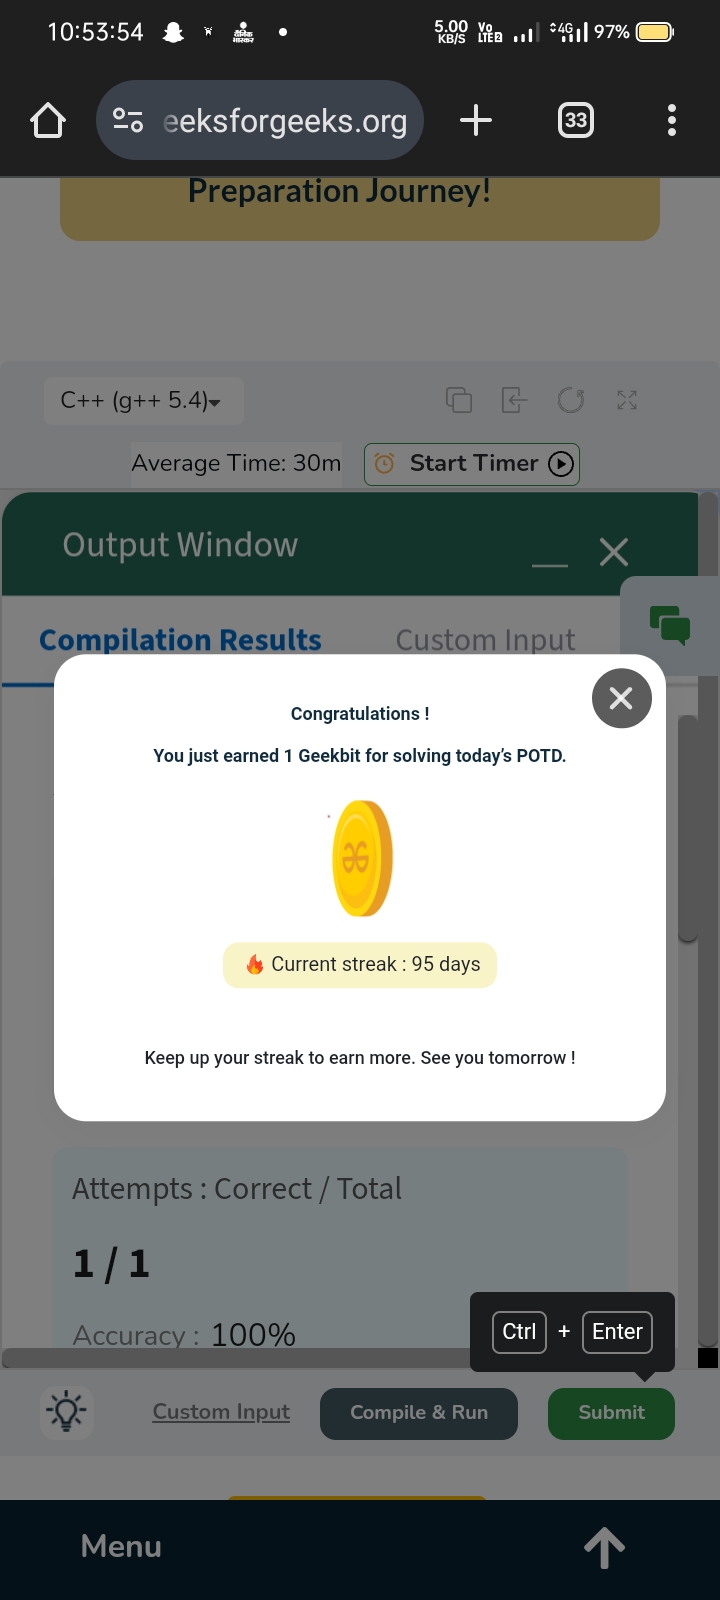 10:53:54
दैनिक
भास्कर
5.00
KB/S
Vo
LTE2
4G
97%
eeksforgeeks.org
33
Preparation Journey!
C++ (g++ 5.4)
Average Time: 30m
Start Timer
Output Window
Compilation Results
Custom Input
Congratulations !
You just earned 1 Geekbit for solving today’s POTD.
Current streak : 95 days
Keep up your streak to earn more. See you tomorrow !
Attempts : Correct / Total
1 / 1
Accuracy : 100%
Ctrl + Enter
Custom Input
Compile & Run
Submit
Menu